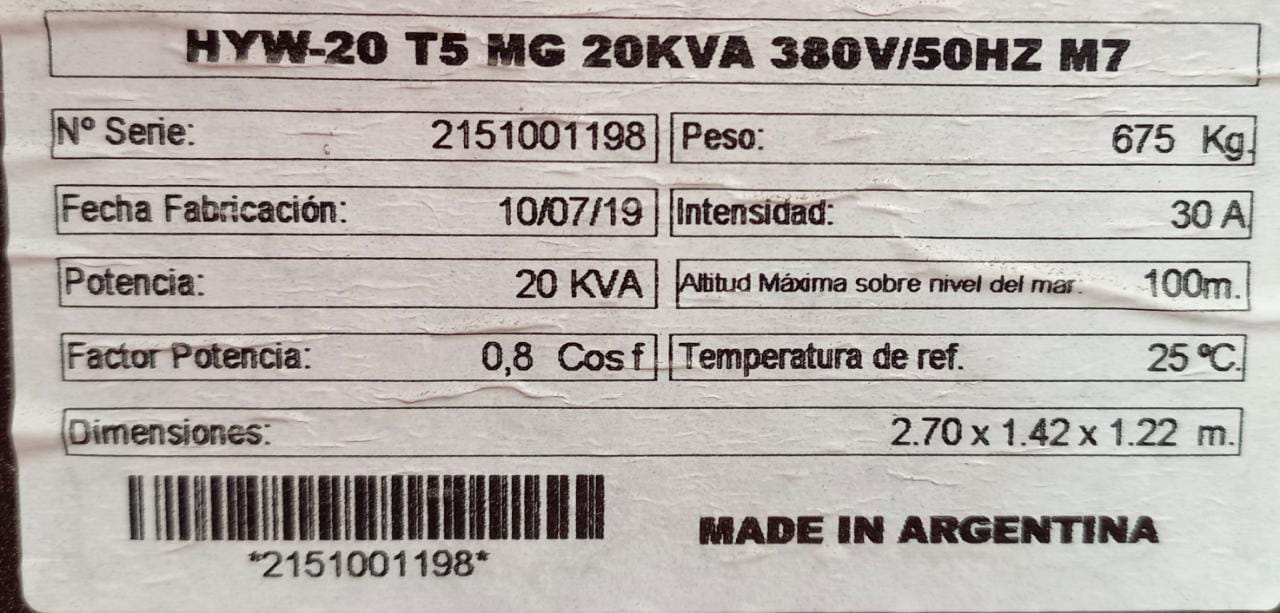 HYW-20 T5 MG 20KVA 380V/50HZ M7
Nº Serie: 2151001198 Peso: 675 Kg.
Fecha Fabricación: 10/07/19 Intensidad: 30 A
Potencia: 20 KVA Altitud Máxima sobre nivel del mar: 100m.
Factor Potencia: 0,8 Cos f Temperatura de ref. 25 ºC.
Dimensiones: 2.70 x 1.42 x 1.22 m.
*2151001198*
MADE IN ARGENTINA